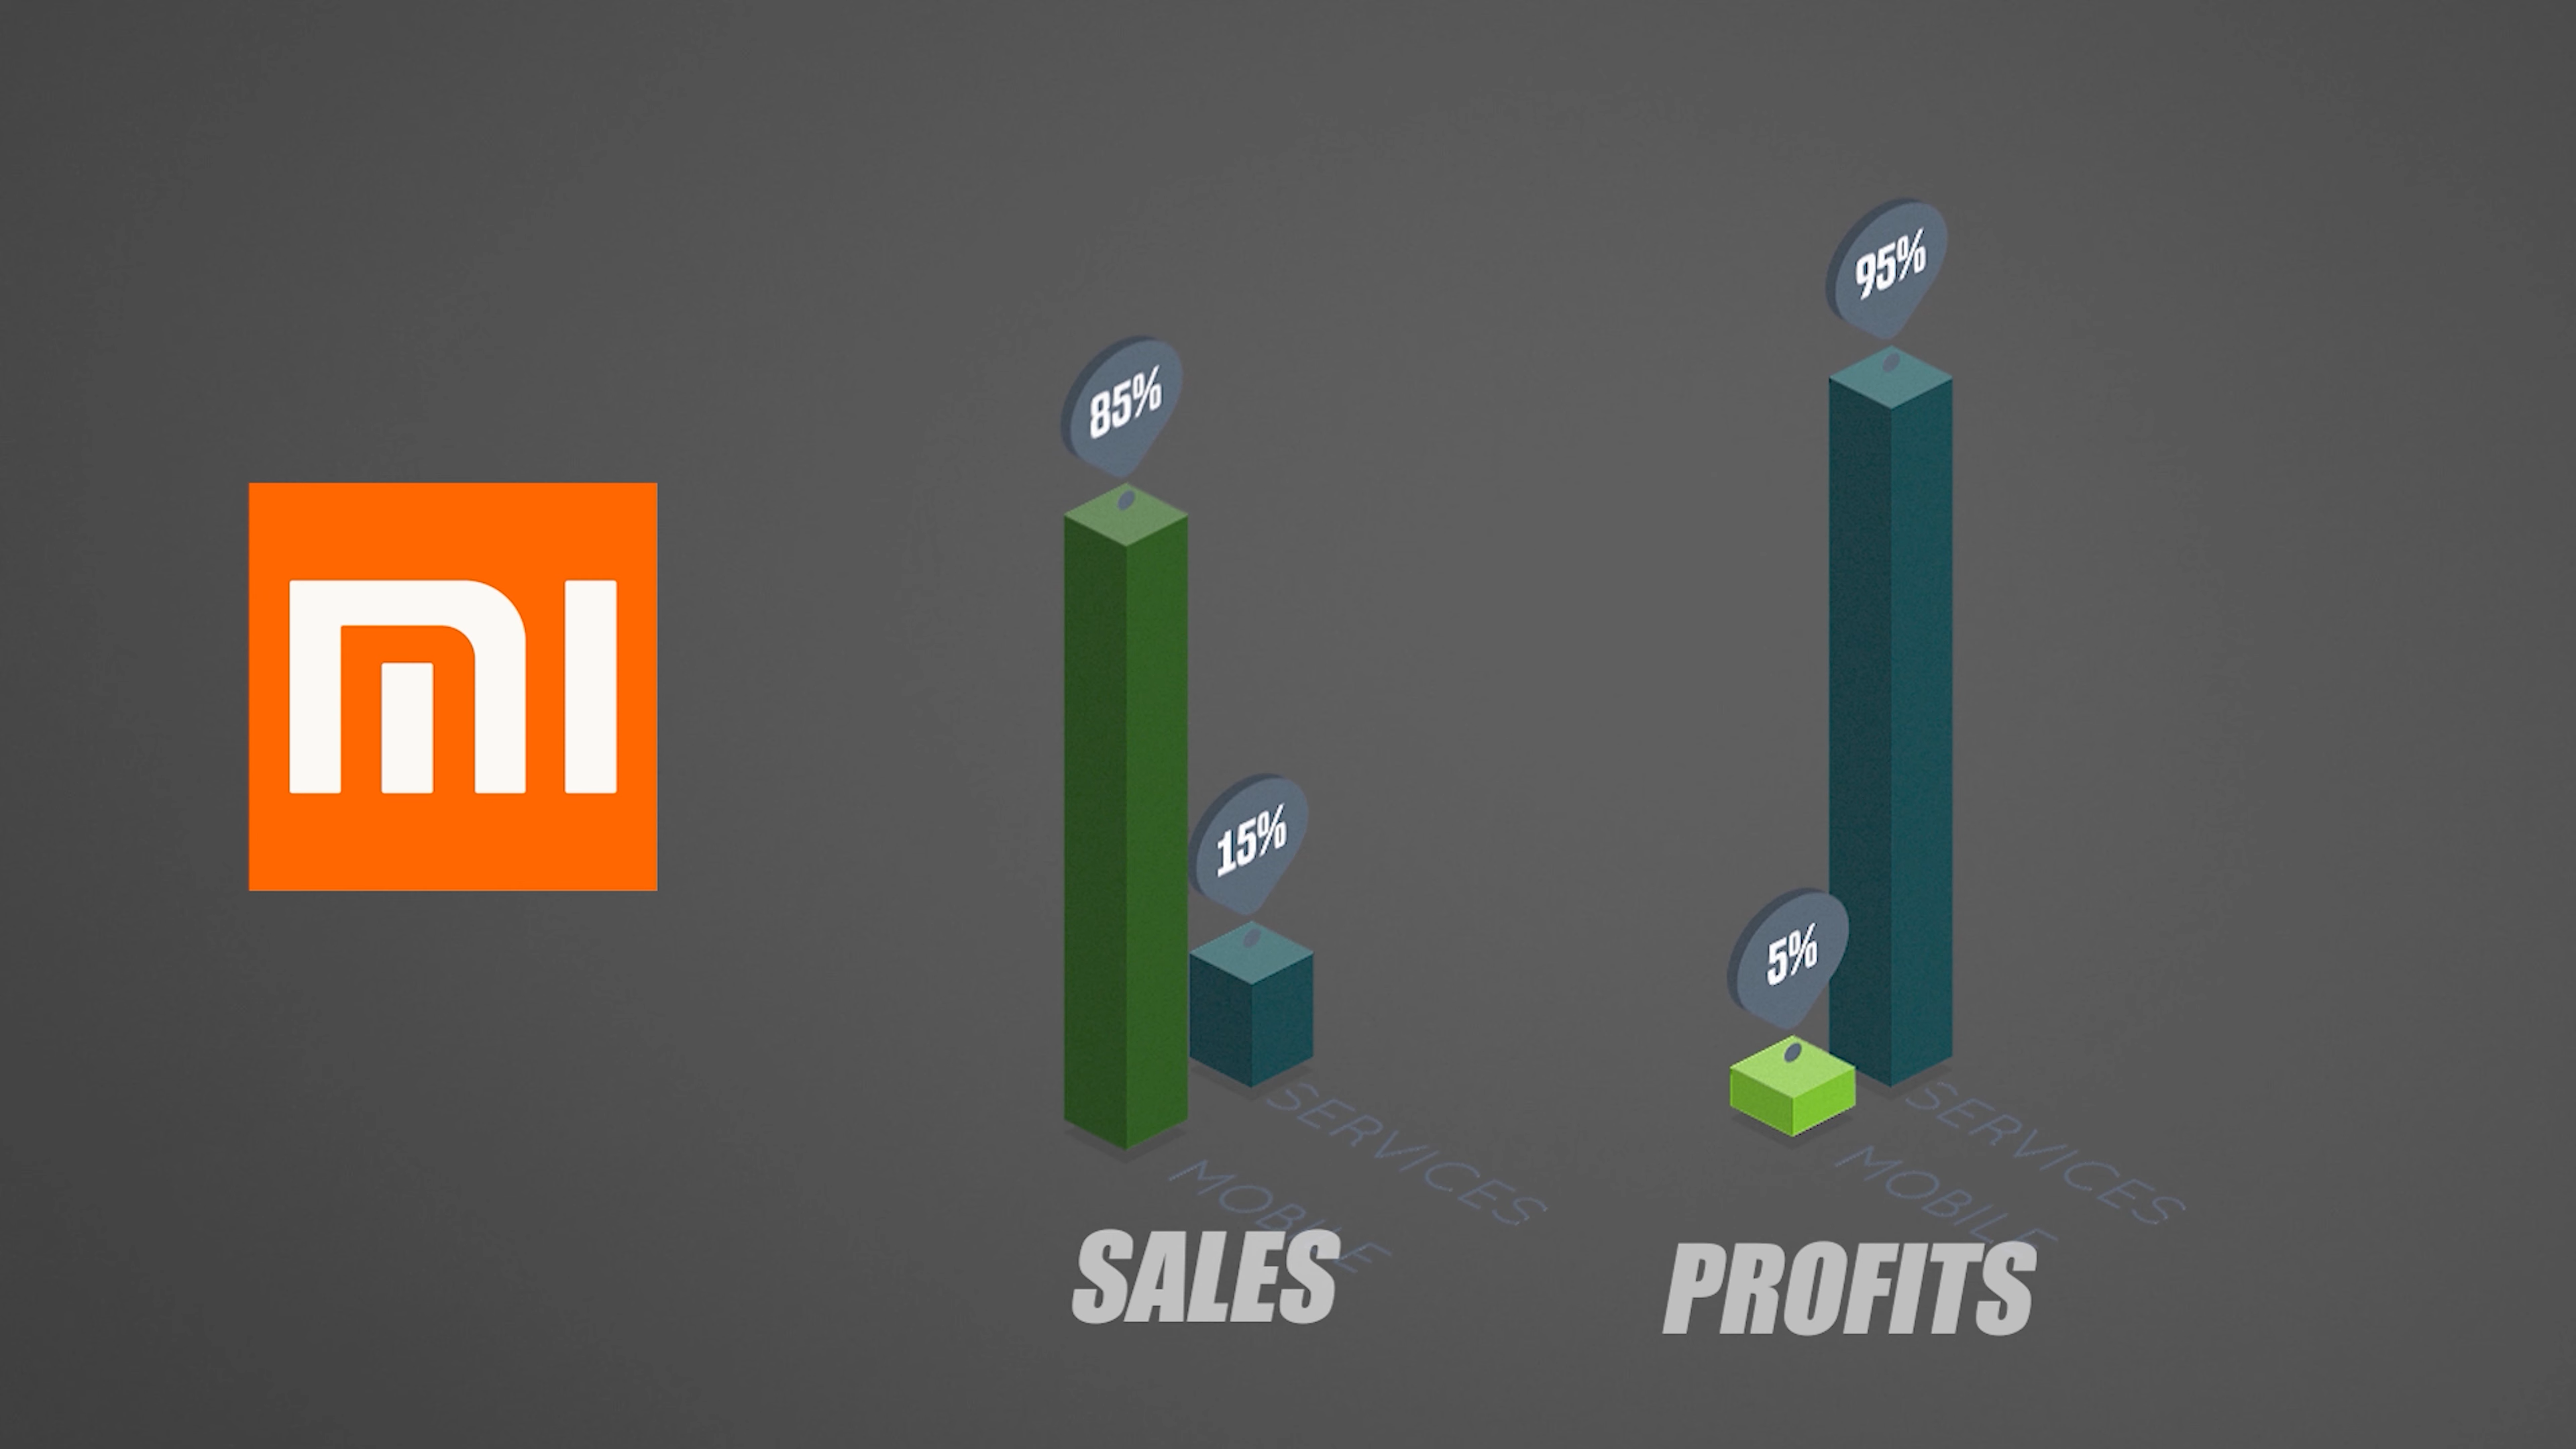 mi
85%
15%
SERVICES
MOBILE
SALES
95%
5%
SERVICES
MOBILE
PROFITS